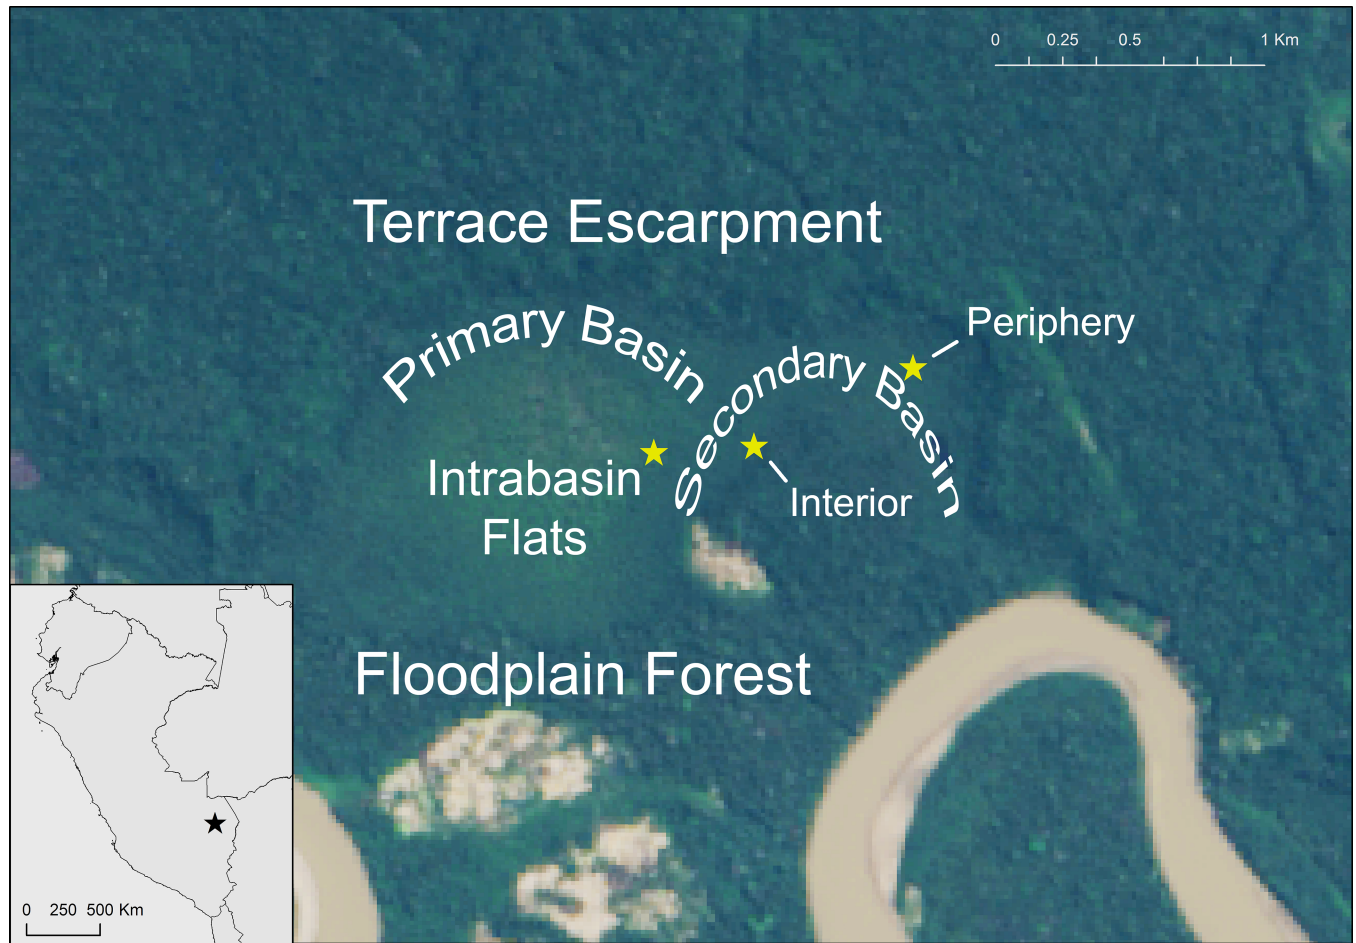 0 0.25 0.5 1 Km
Terrace Escarpment
Primary Basin
Secondary Basin
Periphery
Intrabasin
Flats
Interior
Floodplain Forest
0 250 500 Km